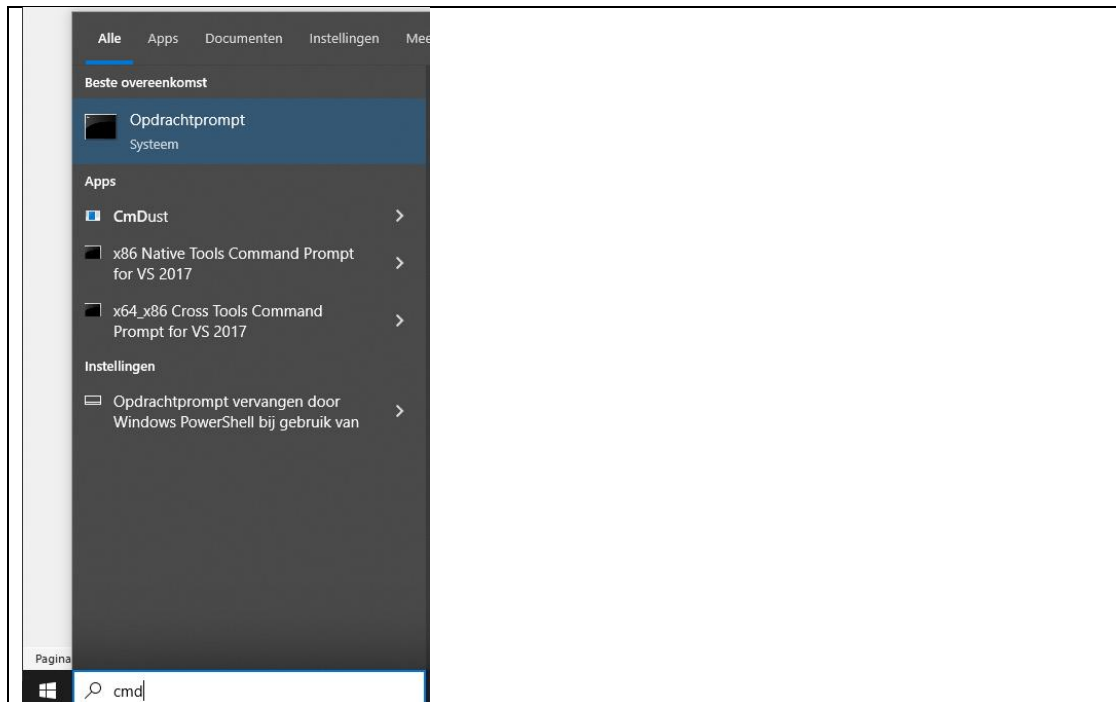 Alle Apps Documenten Instellingen Mee
Beste overeenkomst
Opdrachtprompt
Systeem
Apps
CmDust
x86 Native Tools Command Prompt
for VS 2017
x64_x86 Cross Tools Command
Prompt for VS 2017
Instellingen
Opdrachtprompt vervangen door
Windows PowerShell bij gebruik van
Pagina
cmd